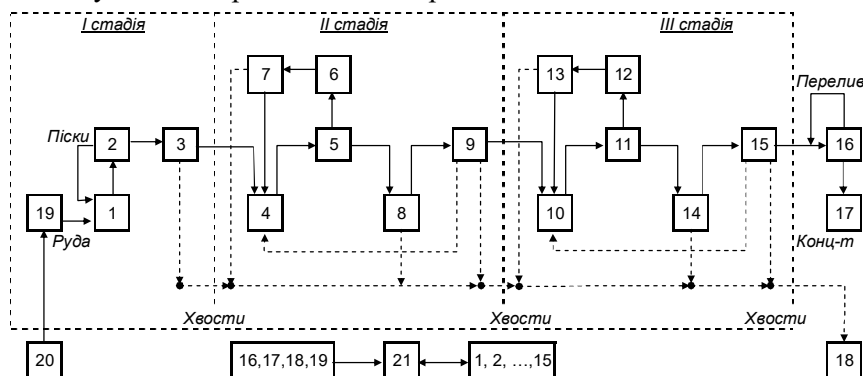 I стадія II стадія III стадія
7 6 13 12
Перелив
Піски 2 3 5 9 11 15 16
19 1 4 8 10 14 17
Руда Конц-т
Хвости Хвости Хвости
20 16,17,18,19 21 1, 2, ...,15 18